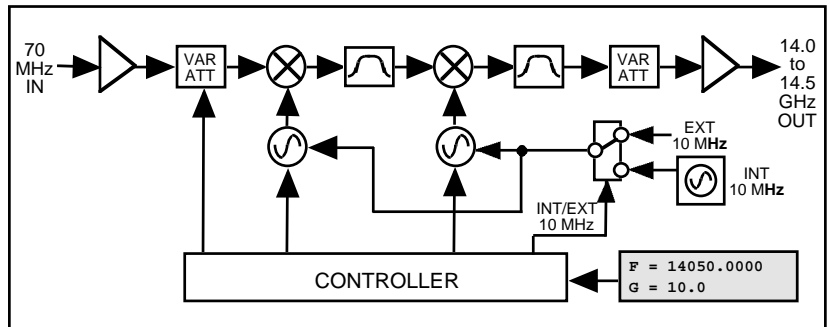 70
MHz
IN
VAR
ATT
VAR
ATT
14.0
to
14.5
GHz
OUT
EXT
10 MHz
INT
10 MHz
INT/EXT
10 MHz
CONTROLLER
F = 14050.0000
G = 10.0